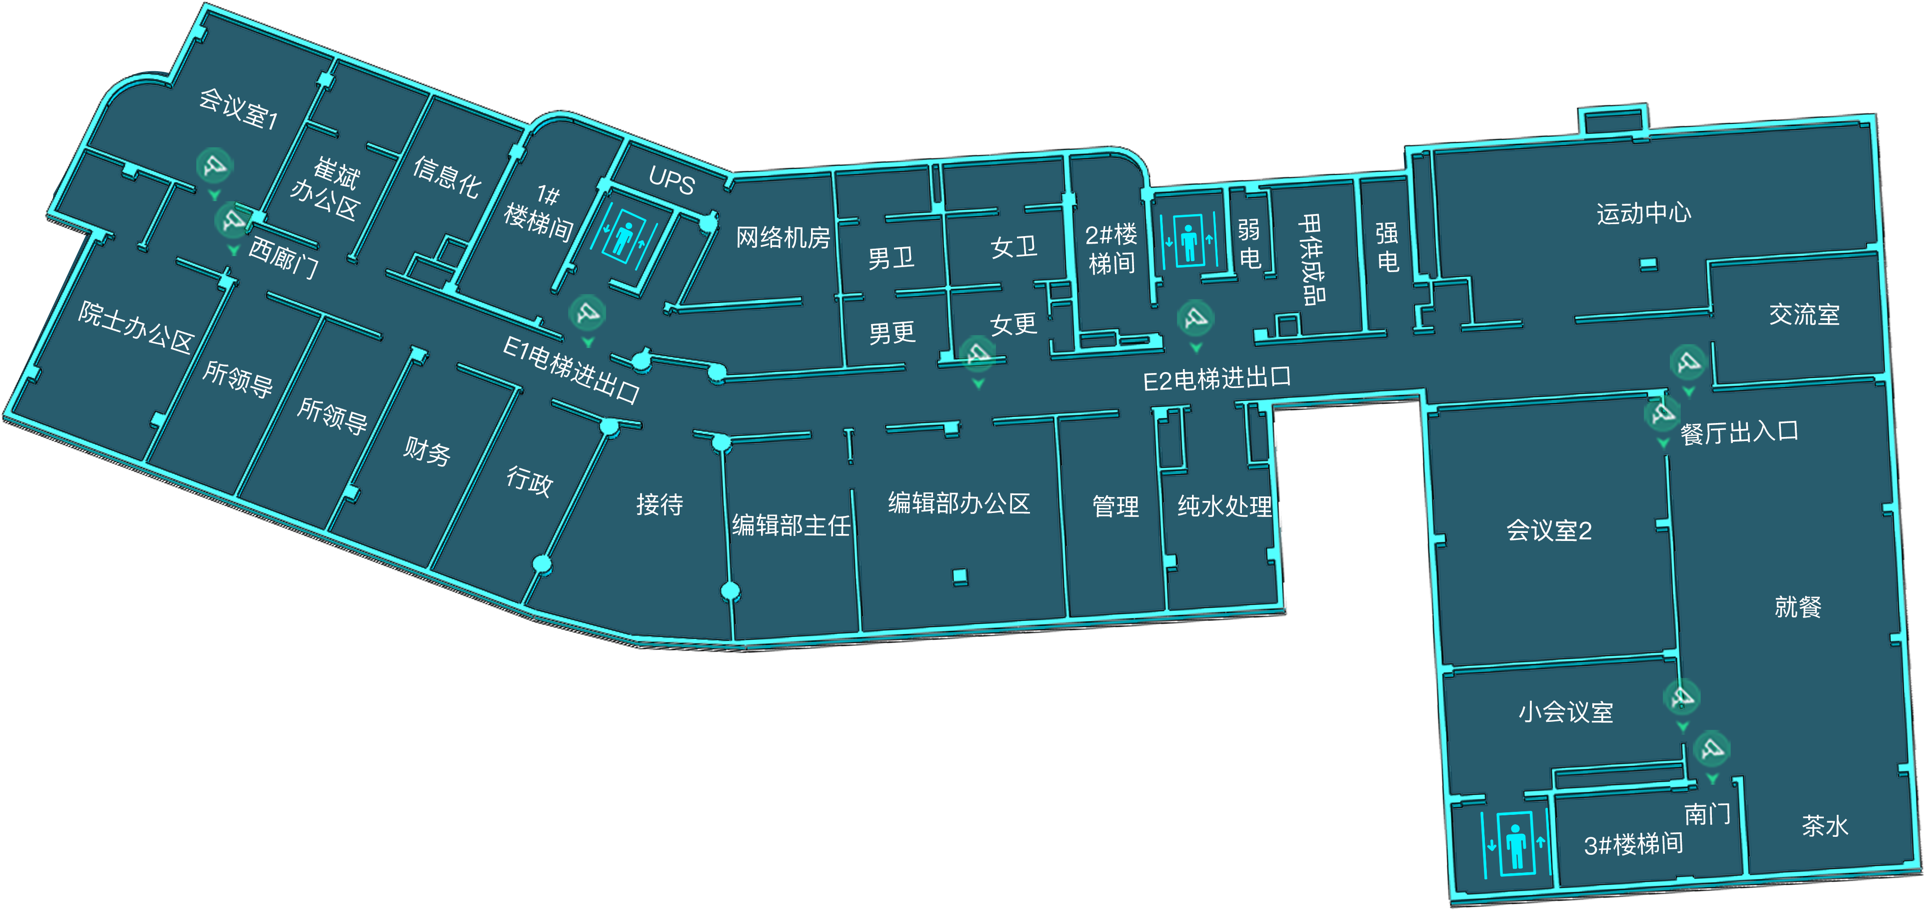 会议室1
崔斌
办公区
信息化
1#
楼梯间
UPS
网络机房
男卫
女卫
2#楼
梯间
弱
电
甲供成品
强
电
运动中心
西廊门
院士办公区
所领导
所领导
财务
行政
E1电梯进出口
男更
女更
E2电梯进出口
交流室
餐厅出入口
接待
编辑部主任
编辑部办公区
管理
纯水处理
会议室2
就餐
小会议室
南门
3#楼梯间
茶水